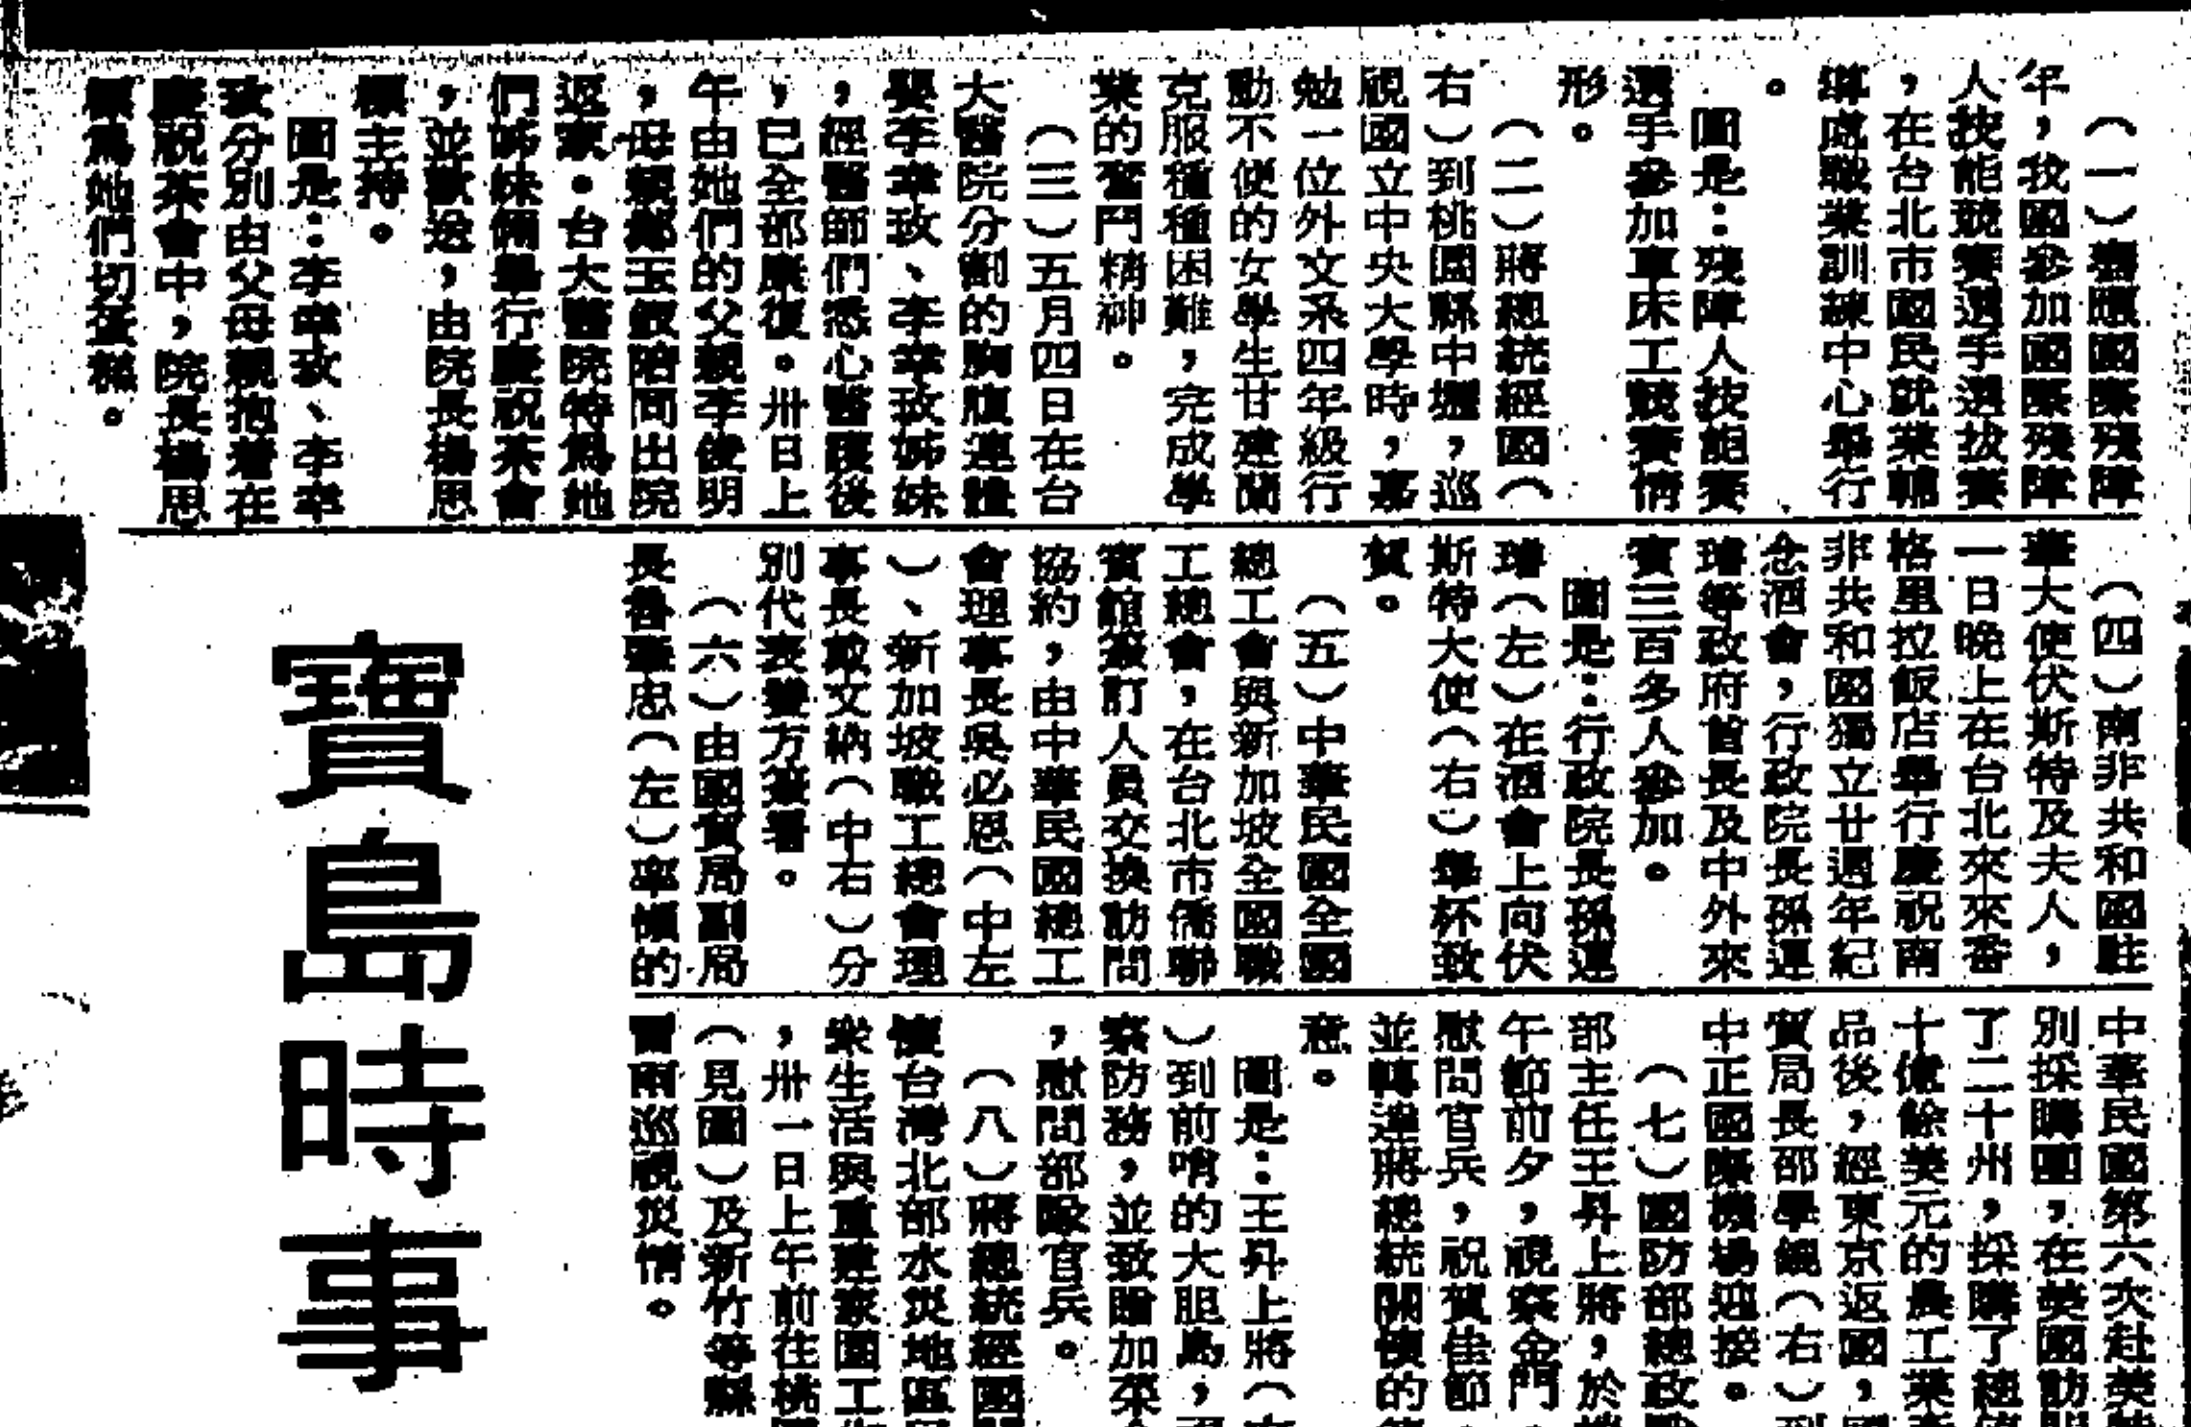 （一）響應國際殘障
年，我國參加國際殘障
人技能競賽選手選拔賽
，在台北市國民就業輔
導處職業訓練中心舉行
。
圖是：殘障人技能賽
選手參加車床工競賽情
形。
（二）蔣總統經國（
右）到桃園縣中壢，巡
視國立中央大學時，嘉
勉一位外文系四年級行
動不便的女學生甘建蘭
克服種種困難，完成學
業的奮鬥精神。
（三）五月四日在台
大醫院分割的胸腹連體
嬰李幸玫、李幸玫姊妹
，經醫師們悉心醫護後
，已全部康復。卅日上
午由她們的父親李俊明
，母親鄭玉 陪同出院
返家。台大醫院特為她
們姊妹倆舉行慶祝茶會
，並歡送，由院長楊思
標主持。
圖是：李幸玫、李幸
玫分別由父母親抱着在
慶祝茶會中，院長楊思
標為她們切蛋糕。
（四）南非共和國駐
華大使伏斯特及夫人，
一日晚上在台北來來香
格里拉飯店舉行慶祝南
非共和國獨立廿週年紀
念酒會，行政院長孫運
璿等政府首長及中外來
賓三百多人參加。
圖是：行政院長孫運
璿（左）在酒會上向伏
斯特大使（右）舉杯致
賀。
（五）中華民國全國
總工會與新加坡全國職
工總會，在台北市僑聯
賓館簽訂人員交換訪問
協約，由中華民國總工
會理事長吳必恩（中左
）、新加坡職工總會理
事長 文納（中右）分
別代表雙方簽署。
（六）由國貿局副局
長 忠（左）率領的
中華民國第六次赴美
別採購團，在美國訪
了二十州，採購了總
十億餘美元的農工業
品後，經東京返國，國
貿局長邵學錕（右）到
中正國際機場迎接。
（七）國防部總政戰
部主任王昇上將，於
午節前夕，視察金門
慰問官兵，祝賀佳節，
並轉達蔣總統關懷的
意。
圖是：王昇上將（
）到前哨的大胆島，
察防務，並致贈加菜
，慰問部隊官兵。
（八）蔣總統經國
懷台灣北部水災地區
眾生活與重建家園工
，卅一日上午前往桃
（見圖）及新竹等縣
冒雨巡視災情。
寶島時事